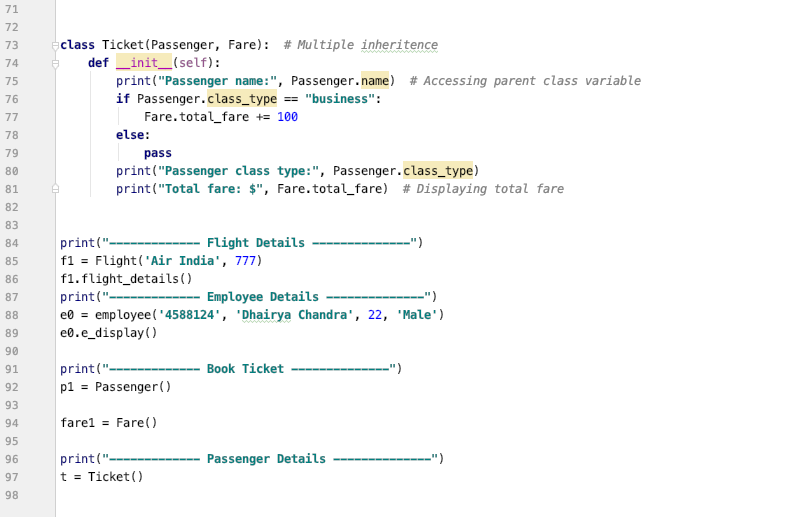 71
72
73 class Ticket(Passenger, Fare):  # Multiple inheritence
74     def __init__(self):
75         print("Passenger name:", Passenger.name)  # Accessing parent class variable
76         if Passenger.class_type == "business":
77             Fare.total_fare += 100
78         else:
79             pass
80         print("Passenger class type:", Passenger.class_type)
81         print("Total fare: $", Fare.total_fare)  # Displaying total fare
82
83
84 print("------------- Flight Details --------------")
85 f1 = Flight('Air India', 777)
86 f1.flight_details()
87 print("------------- Employee Details --------------")
88 e0 = employee('4588124', 'Dhairya Chandra', 22, 'Male')
89 e0.e_display()
90
91 print("------------- Book Ticket --------------")
92 p1 = Passenger()
93
94 fare1 = Fare()
95
96 print("------------- Passenger Details --------------")
97 t = Ticket()
98